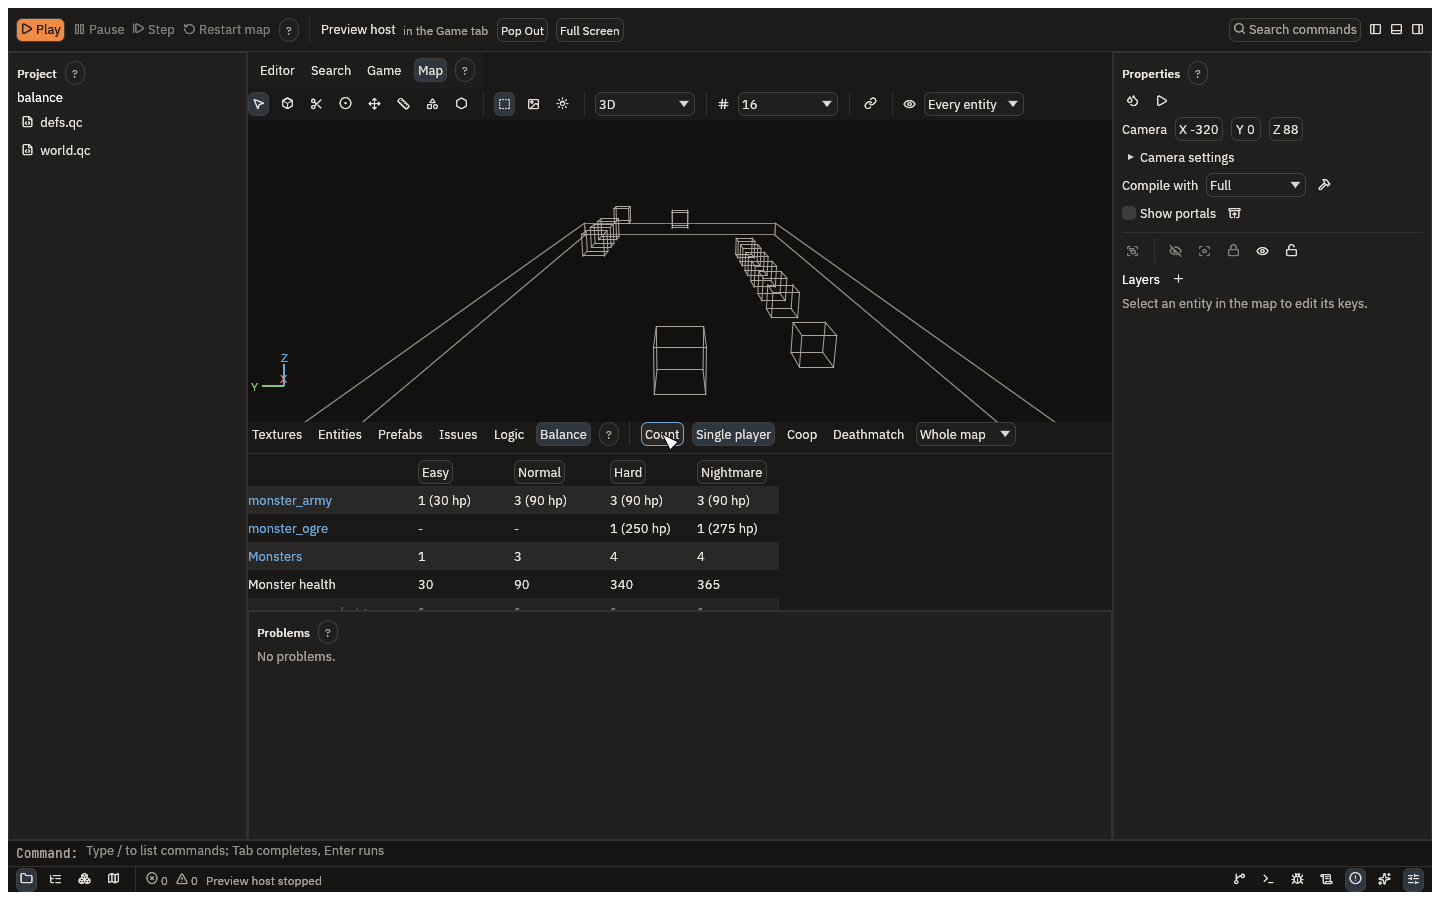 Play Pause Step Restart map ? Preview host in the Game tab Pop Out Full Screen Search commands
Project ?
balance
defs.qc
world.qc
Editor Search Game Map ?
3D # 16 Every entity
Z
Y X
Textures Entities Prefabs Issues Logic Balance ? Count Single player Coop Deathmatch Whole map
Easy Normal Hard Nightmare
monster_army 1 (30 hp) 3 (90 hp) 3 (90 hp) 3 (90 hp)
monster_ogre - - 1 (250 hp) 1 (275 hp)
Monsters 1 3 4 4
Monster health 30 90 340 365
Problems ?
No problems.
Properties ?
Camera X -320 Y 0 Z 88
Camera settings
Compile with Full
Show portals
Layers +
Select an entity in the map to edit its keys.
Command: Type / to list commands; Tab completes, Enter runs
0 0 Preview host stopped